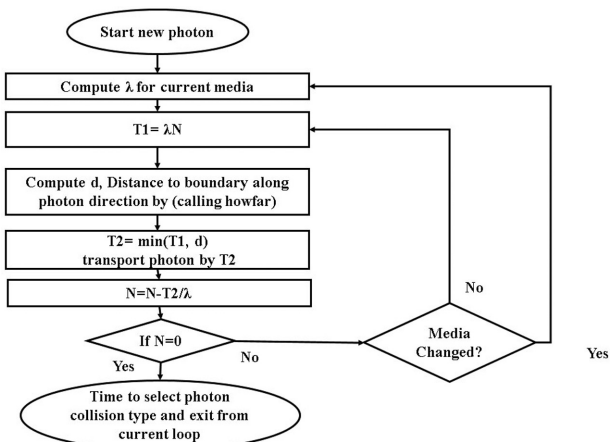 Start new photon
Compute λ for current media
T1= λN
Compute d, Distance to boundary along
photon direction by (calling howfar)
T2= min(T1, d)
transport photon by T2
N=N-T2/λ
If N=0
Yes
No
Media
Changed?
No
Yes
Time to select photon
collision type and exit from
current loop